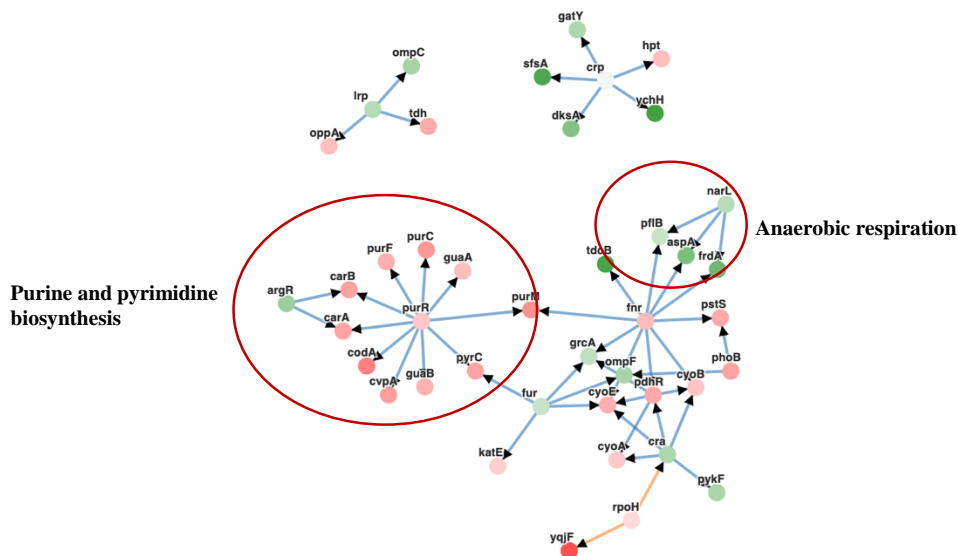 gatY
ompC
hpt
sfsA
crp
lrp
ychH
tdh
dksA
oppA
narL
pflB
Anaerobic respiration
aspA
purC
purF
guaA
frdA
tdcB
carB
Purine and pyrimidine
biosynthesis
argR
purR
purM
fnr
pstS
carA
grcA
codA
pyrC
ompF
phoB
cvpA
guaB
pdhR
cyoB
fur
cyoE
katE
cyoA
cra
pykF
rpoH
yqjF